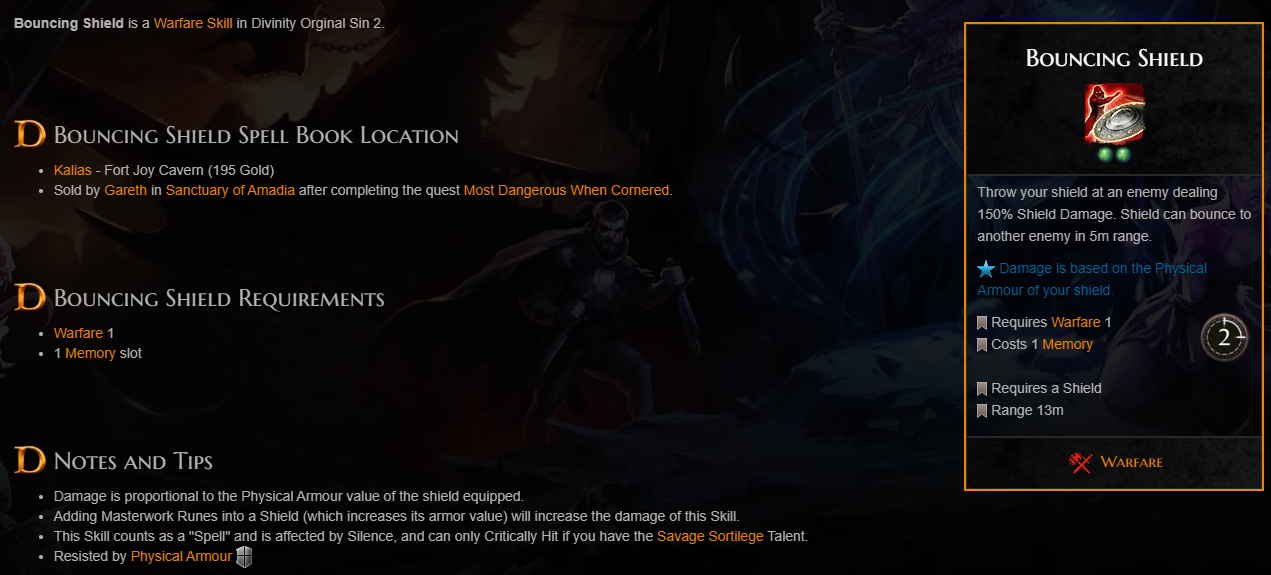 Bouncing Shield is a Warfare Skill in Divinity Orginal Sin 2.
Bouncing Shield Spell Book Location
Kalias - Fort Joy Cavern (195 Gold)
Sold by Gareth in Sanctuary of Amadia after completing the quest Most Dangerous When Cornered.
Bouncing Shield Requirements
Warfare 1
1 Memory slot
Notes and Tips
Damage is proportional to the Physical Armour value of the shield equipped.
Adding Masterwork Runes into a Shield (which increases its armor value) will increase the damage of this Skill.
This Skill counts as a "Spell" and is affected by Silence, and can only Critically Hit if you have the Savage Sortilege Talent.
Resisted by Physical Armour
Bouncing Shield
Throw your shield at an enemy dealing
150% Shield Damage. Shield can bounce to
another enemy in 5m range.
Damage is based on the Physical
Armour of your shield.
Requires Warfare 1
Costs 1 Memory
2
Requires a Shield
Range 13m
Warfare